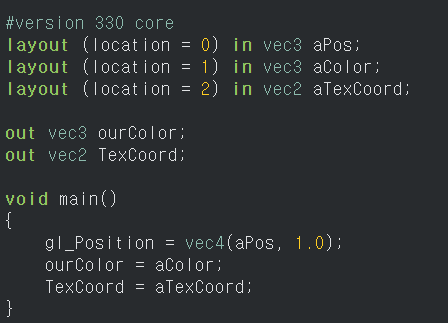 #version 330 core
layout (location = 0) in vec3 aPos;
layout (location = 1) in vec3 aColor;
layout (location = 2) in vec2 aTexCoord;

out vec3 ourColor;
out vec2 TexCoord;

void main()
{
    gl_Position = vec4(aPos, 1.0);
    ourColor = aColor;
    TexCoord = aTexCoord;
}